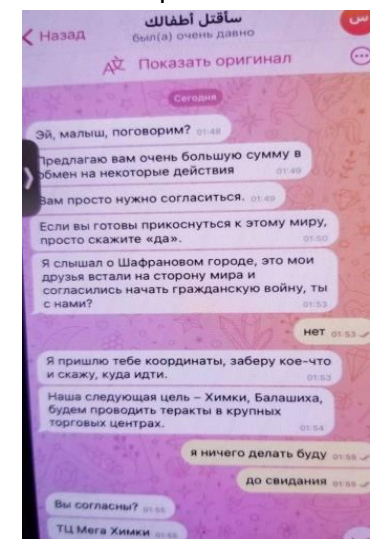 سأقتل أطفالك
Назад
был(а) очень давно
Показать оригинал
Сегодня
Эй, малыш, поговорим? 01:48
Предлагаю вам очень большую сумму в
обмен на некоторые действия 01:49
Вам просто нужно согласиться. 01:49
Если вы готовы прикоснуться к этому миру,
просто скажите «да». 01:50
Я слышал о Шафрановом городе, это мои
друзья встали на сторону мира и
согласились начать гражданскую войну, ты
с нами? 01:53
нет 01:53
Я пришлю тебе координаты, заберу кое-что
и скажу, куда идти. 01:53
Наша следующая цель – Химки, Балашиха,
будем проводить теракты в крупных
торговых центрах. 01:54
я ничего делать буду 01:55
до свидания 01:55
Вы согласны? 01:55
ТЦ Мега Химки